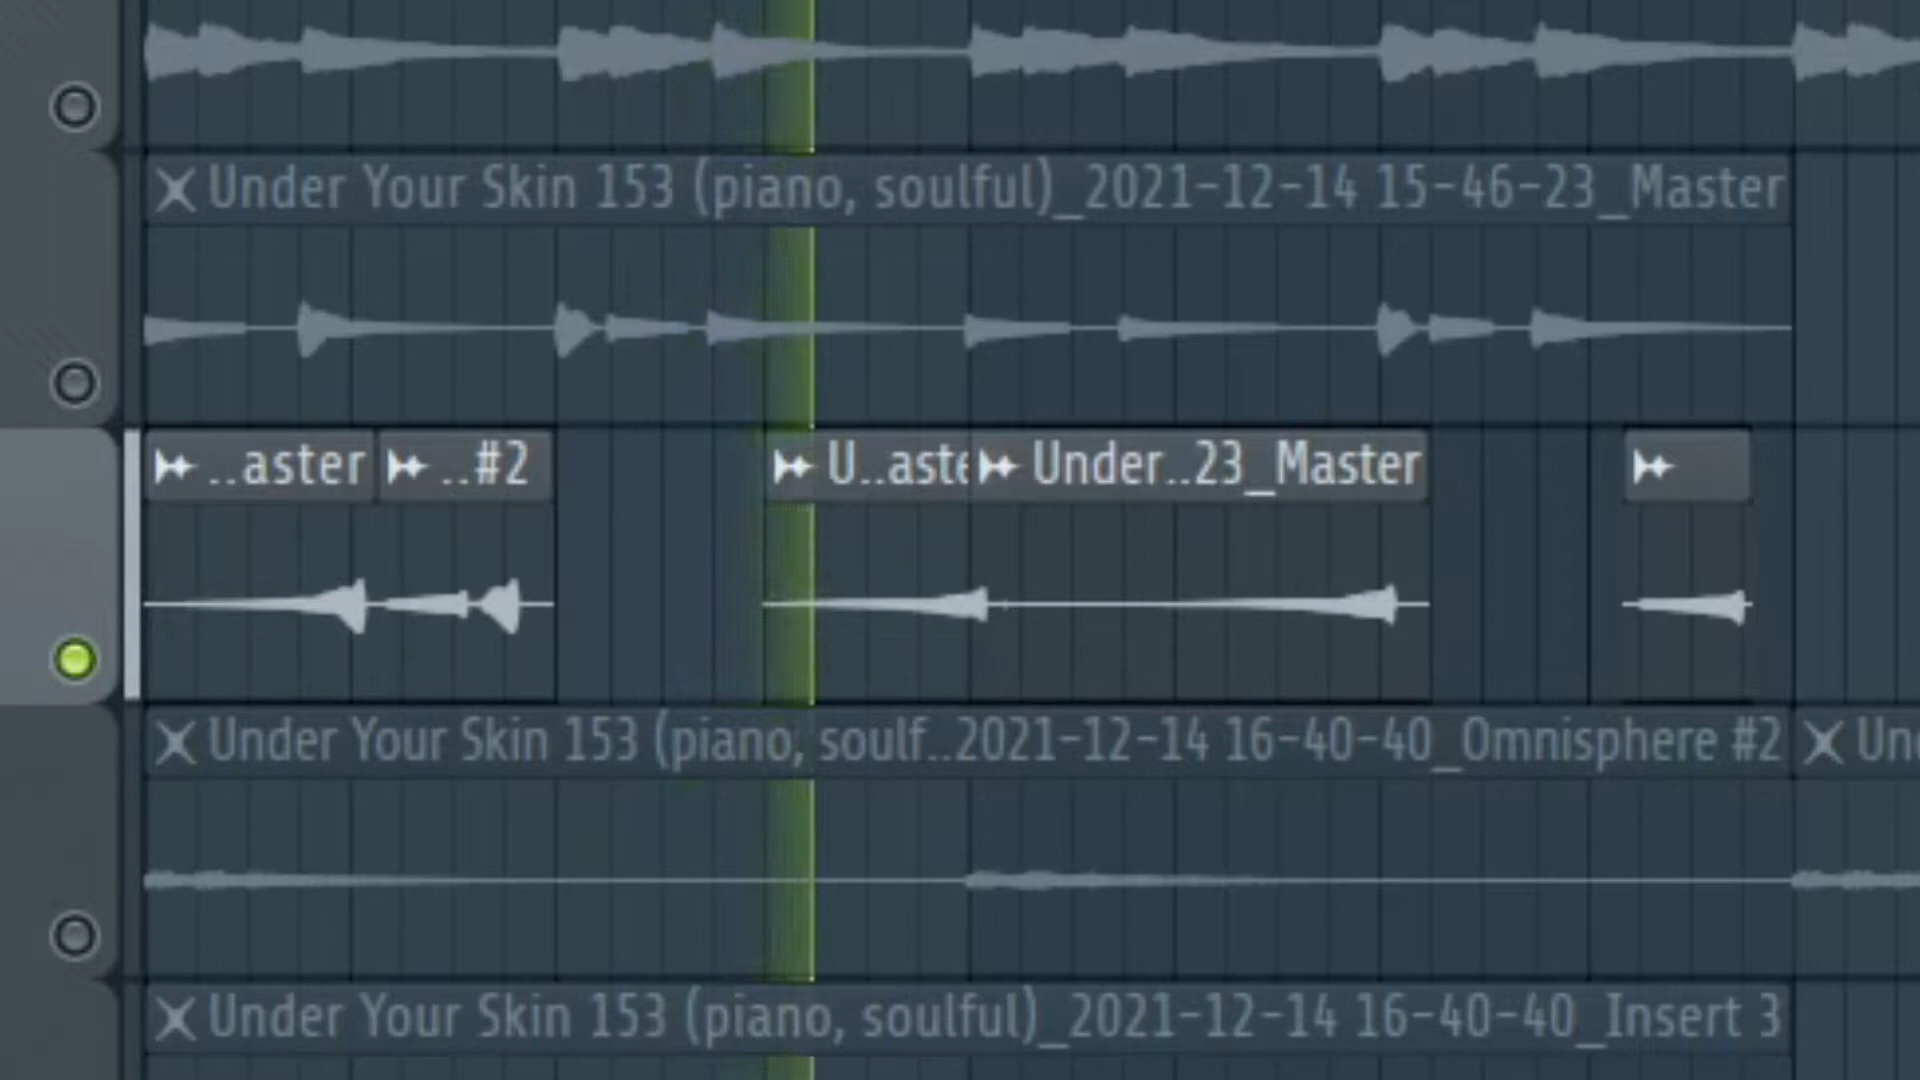 Under Your Skin 153 (piano, soulful)_2021-12-14 15-46-23_Master
..aster ..#2 U..aste Under..23_Master
Under Your Skin 153 (piano, soulf..2021-12-14 16-40-40_Omnisphere #2 Un
Under Your Skin 153 (piano, soulful)_2021-12-14 16-40-40_Insert 3